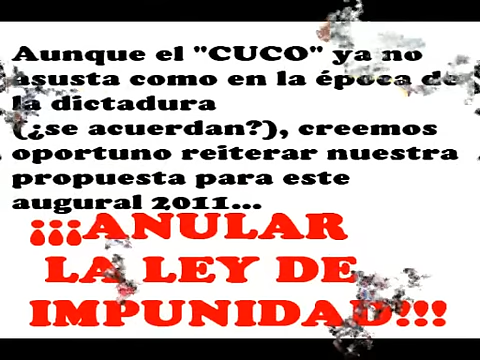 Aunque el "CUCO" ya no
asusta como en la época de
la dictadura
(¿se acuerdan?), creemos
oportuno reiterar nuestra
propuesta para este
augural 2011...
¡¡¡ANULAR
LA LEY DE
IMPUNIDAD!!!